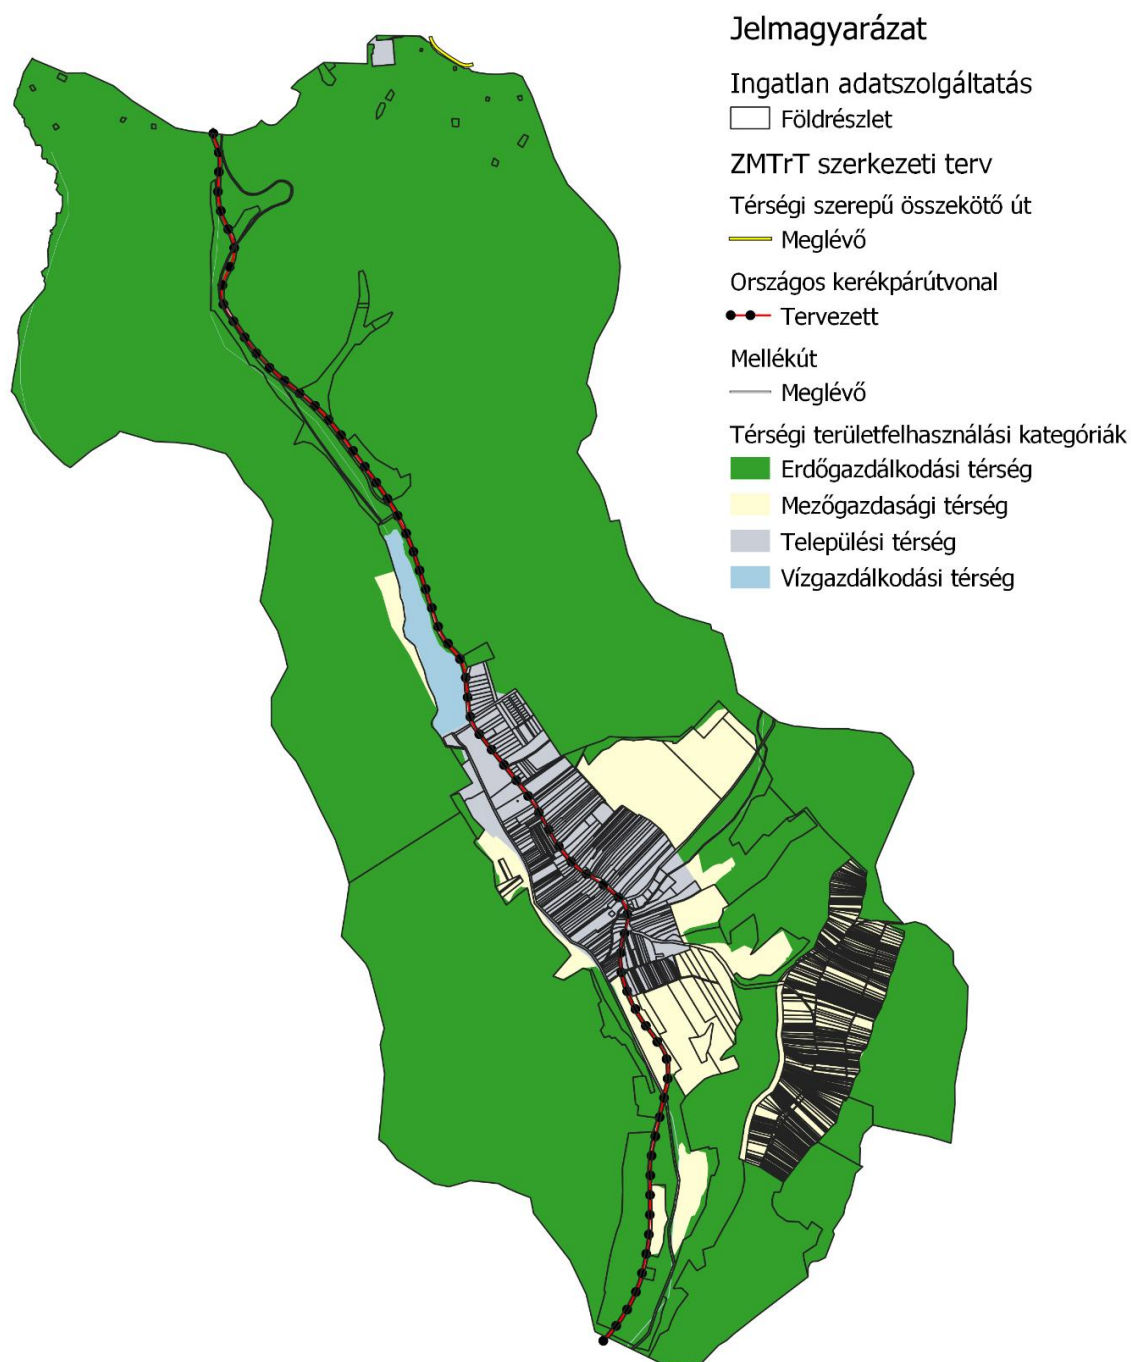 Jelmagyarázat
Ingatlan adatszolgáltatás
Földrészlet
ZMTrT szerkezeti terv
Térségi szerepű összekötő út
Meglévő
Országos kerékpárútvonal
Tervezett
Mellékút
Meglévő
Térségi területfelhasználási kategóriák
Erdőgazdálkodási térség
Mezőgazdasági térség
Települési térség
Vízgazdálkodási térség